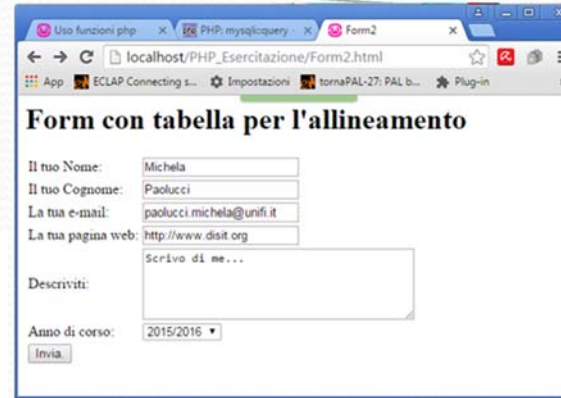 Uso funzioni php PHP: mysqli::query - Form2
localhost/PHP_Esercitazione/Form2.html
App ECLAP Connecting s... Impostazioni tornaPAL-27: PAL b... Plug-in
Form con tabella per l'allineamento
Il tuo Nome: Michela
Il tuo Cognome: Paolucci
La tua e-mail: paolucci.michela@unifi.it
La tua pagina web: http://www.disit.org
Descriviti: Scrivo di me...
Anno di corso: 2015/2016
Invia.